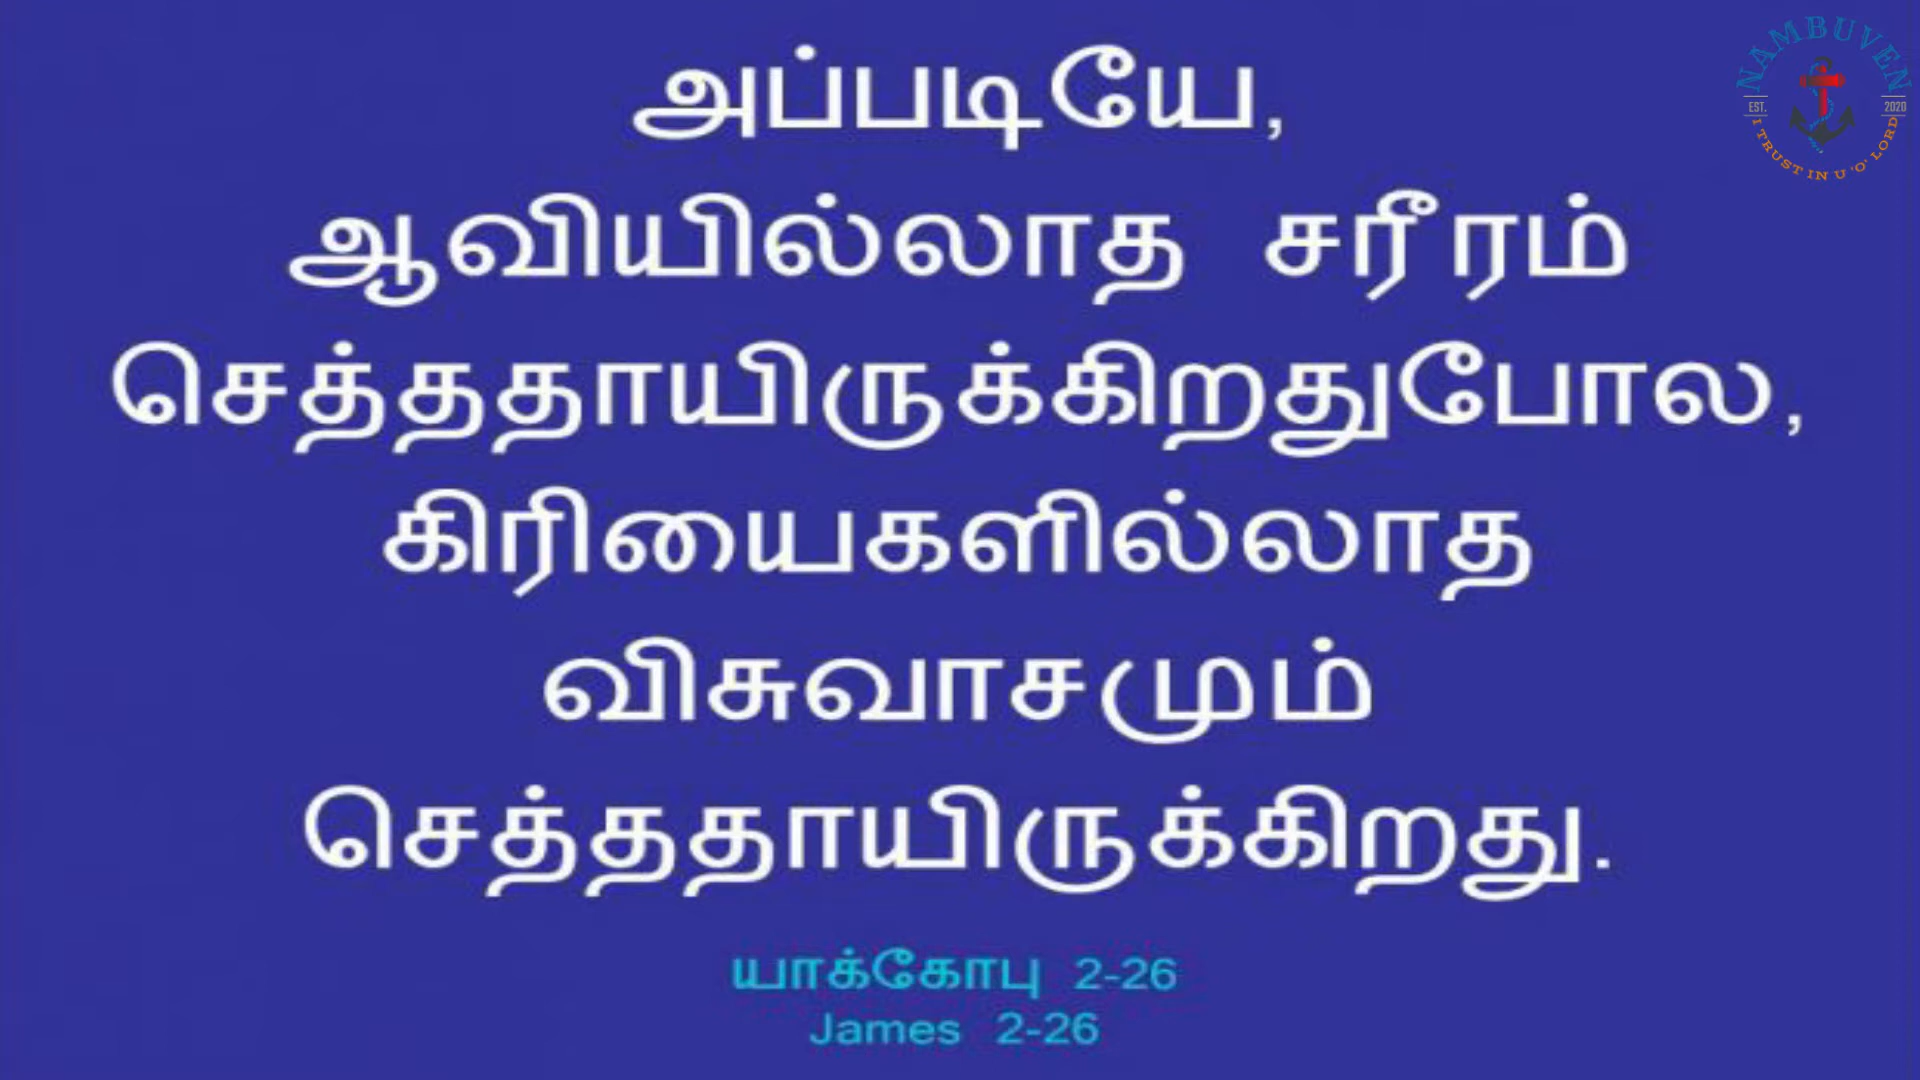 அப்படியே,
ஆவியில்லாத சரீரம்
செத்ததாயிருக்கிறதுபோல,
கிரியைகளில்லாத
விசுவாசமும்
செத்ததாயிருக்கிறது.
யாக்கோபு 2-26
James 2-26
NAMBUVEN
EST. 2020
I TRUST IN U 'O' LORD